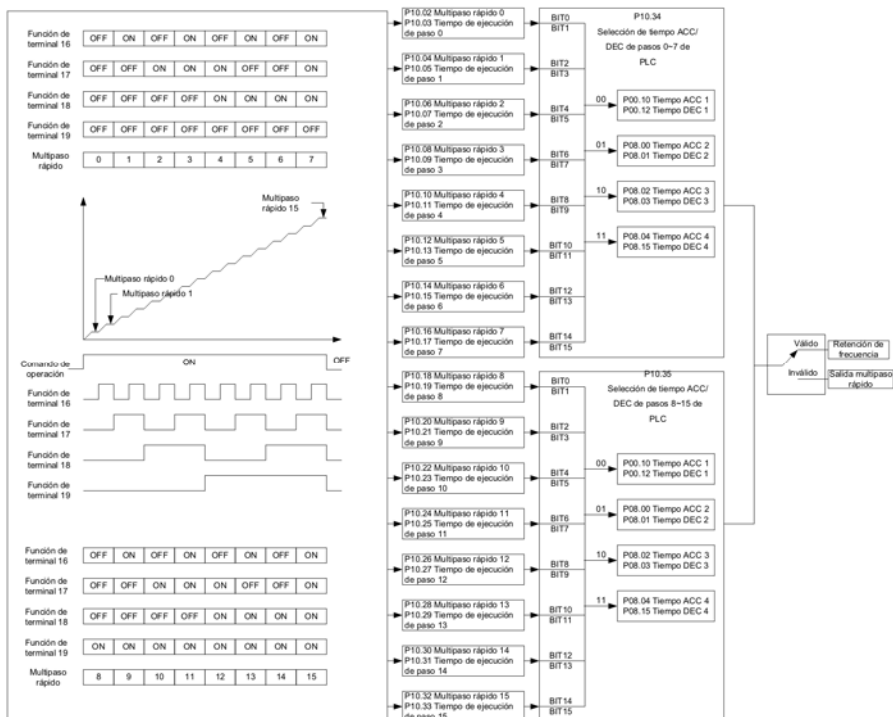 Función de terminal 16 OFF ON OFF ON OFF ON OFF ON
Función de terminal 17 OFF OFF ON ON ON OFF OFF ON
Función de terminal 18 OFF OFF OFF OFF ON ON ON ON
Función de terminal 19 OFF OFF OFF OFF OFF OFF OFF OFF
Multipaso rápido 0 1 2 3 4 5 6 7
Multipaso rápido 15
Multipaso rápido 0
Multipaso rápido 1
Comando de operación
ON
OFF
Función de terminal 16
Función de terminal 17
Función de terminal 18
Función de terminal 19
Función de terminal 16 OFF ON OFF ON OFF ON OFF ON
Función de terminal 17 OFF OFF ON ON ON OFF OFF ON
Función de terminal 18 OFF OFF OFF OFF ON ON ON ON
Función de terminal 19 ON ON ON ON ON ON ON ON
Multipaso rápido 8 9 10 11 12 13 14 15
P10.02 Multipaso rápido 0
P10.03 Tiempo de ejecución
de paso 0
P10.04 Multipaso rápido 1
P10.05 Tiempo de ejecución
de paso 1
P10.06 Multipaso rápido 2
P10.07 Tiempo de ejecución
de paso 2
P10.08 Multipaso rápido 3
P10.09 Tiempo de ejecución
de paso 3
P10.10 Multipaso rápido 4
P10.11 Tiempo de ejecución
de paso 4
P10.12 Multipaso rápido 5
P10.13 Tiempo de ejecución
de paso 5
P10.14 Multipaso rápido 6
P10.15 Tiempo de ejecución
de paso 6
P10.16 Multipaso rápido 7
P10.17 Tiempo de ejecución
de paso 7
P10.18 Multipaso rápido 8
P10.19 Tiempo de ejecución
de paso 8
P10.20 Multipaso rápido 9
P10.21 Tiempo de ejecución
de paso 9
P10.22 Multipaso rápido 10
P10.23 Tiempo de ejecución
de paso 10
P10.24 Multipaso rápido 11
P10.25 Tiempo de ejecución
de paso 11
P10.26 Multipaso rápido 12
P10.27 Tiempo de ejecución
de paso 12
P10.28 Multipaso rápido 13
P10.29 Tiempo de ejecución
de paso 13
P10.30 Multipaso rápido 14
P10.31 Tiempo de ejecución
de paso 14
P10.32 Multipaso rápido 15
P10.33 Tiempo de ejecución
de paso 15
BIT0
BIT1
BIT2
BIT3
BIT4
BIT5
BIT6
BIT7
BIT8
BIT9
BIT10
BIT11
BIT12
BIT13
BIT14
BIT15
P10.34
Selección de tiempo ACC/
DEC de pasos 0~7 de
PLC
00
P00.10 Tiempo ACC 1
P00.12 Tiempo DEC 1
01
P08.00 Tiempo ACC 2
P08.01 Tiempo DEC 2
10
P08.02 Tiempo ACC 3
P08.03 Tiempo DEC 3
11
P08.04 Tiempo ACC 4
P08.15 Tiempo DEC 4
BIT0
BIT1
BIT2
BIT3
BIT4
BIT5
BIT6
BIT7
BIT8
BIT9
BIT10
BIT11
BIT12
BIT13
BIT14
BIT15
P10.35
Selección de tiempo ACC/
DEC de pasos 8~15 de
PLC
00
P00.10 Tiempo ACC 1
P00.12 Tiempo DEC 1
01
P08.00 Tiempo ACC 2
P08.01 Tiempo DEC 2
10
P08.02 Tiempo ACC 3
P08.03 Tiempo DEC 3
11
P08.04 Tiempo ACC 4
P08.15 Tiempo DEC 4
Válido
Retención de
frecuencia
Inválido
Salida multipaso
rápido